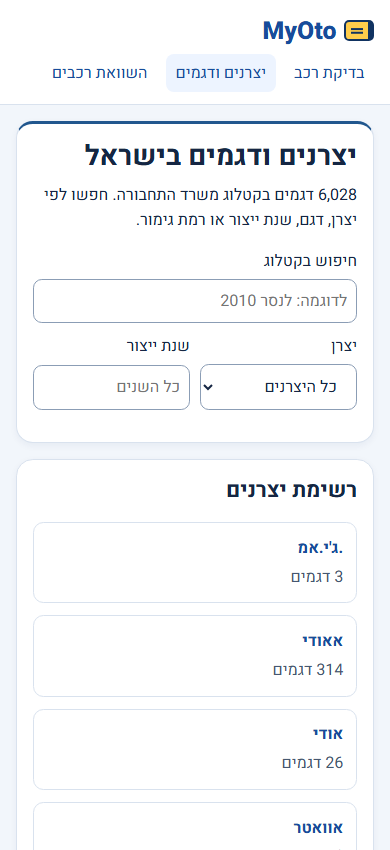 MyOto
בדיקת רכב
יצרנים ודגמים
השוואת רכבים
יצרנים ודגמים בישראל
6,028 דגמים בקטלוג משרד התחבורה. חפשו לפי
יצרן, דגם, שנת ייצור או רמת גימור.
חיפוש בקטלוג
לדוגמה: לנסר 2010
יצרן
שנת ייצור
כל היצרנים
כל השנים
רשימת יצרנים
.ג'י.אמ
3 דגמים
אאודי
314 דגמים
אודי
26 דגמים
אוואטר